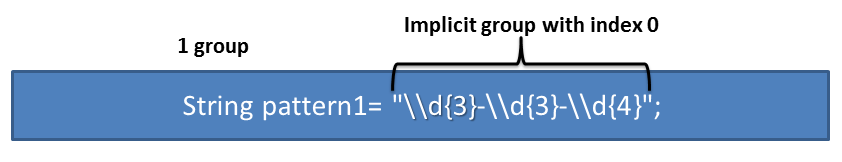 Implicit group with index 0
1 group
String pattern1= "\\d{3}-\\d{3}-\\d{4}";